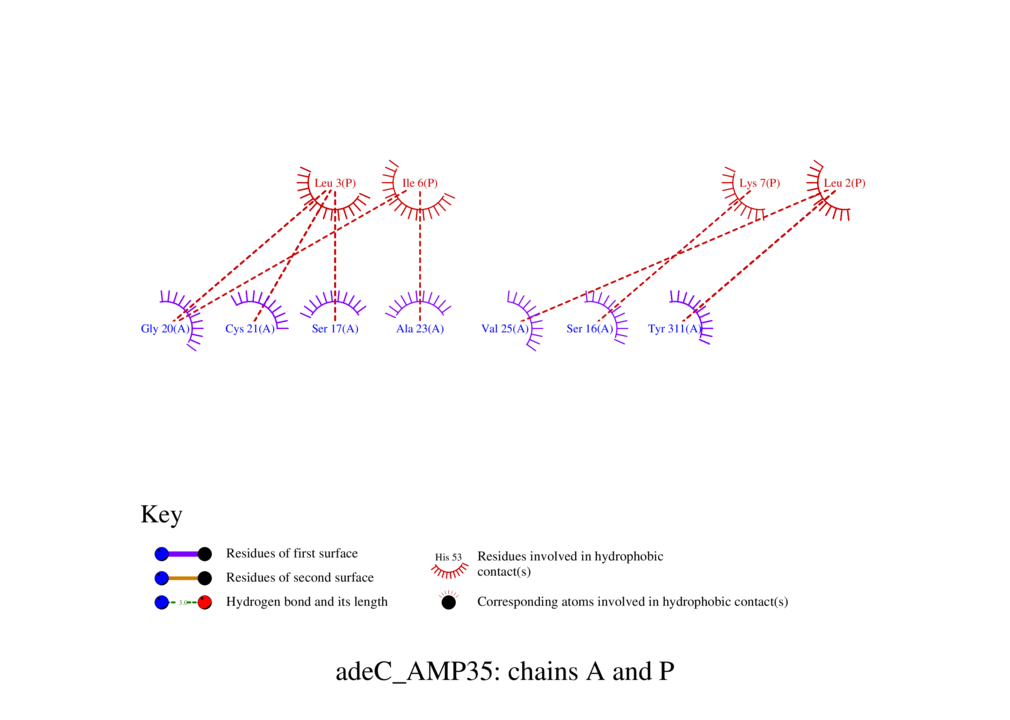 Leu 3(P) Ile 6(P) Lys 7(P) Leu 2(P)
Gly 20(A) Cys 21(A) Ser 17(A) Ala 23(A) Val 25(A) Ser 16(A) Tyr 311(A)
Key
Residues of first surface
Residues of second surface
3.0
Hydrogen bond and its length
His 53
Residues involved in hydrophobic
contact(s)
Corresponding atoms involved in hydrophobic contact(s)
adeC_AMP35: chains A and P